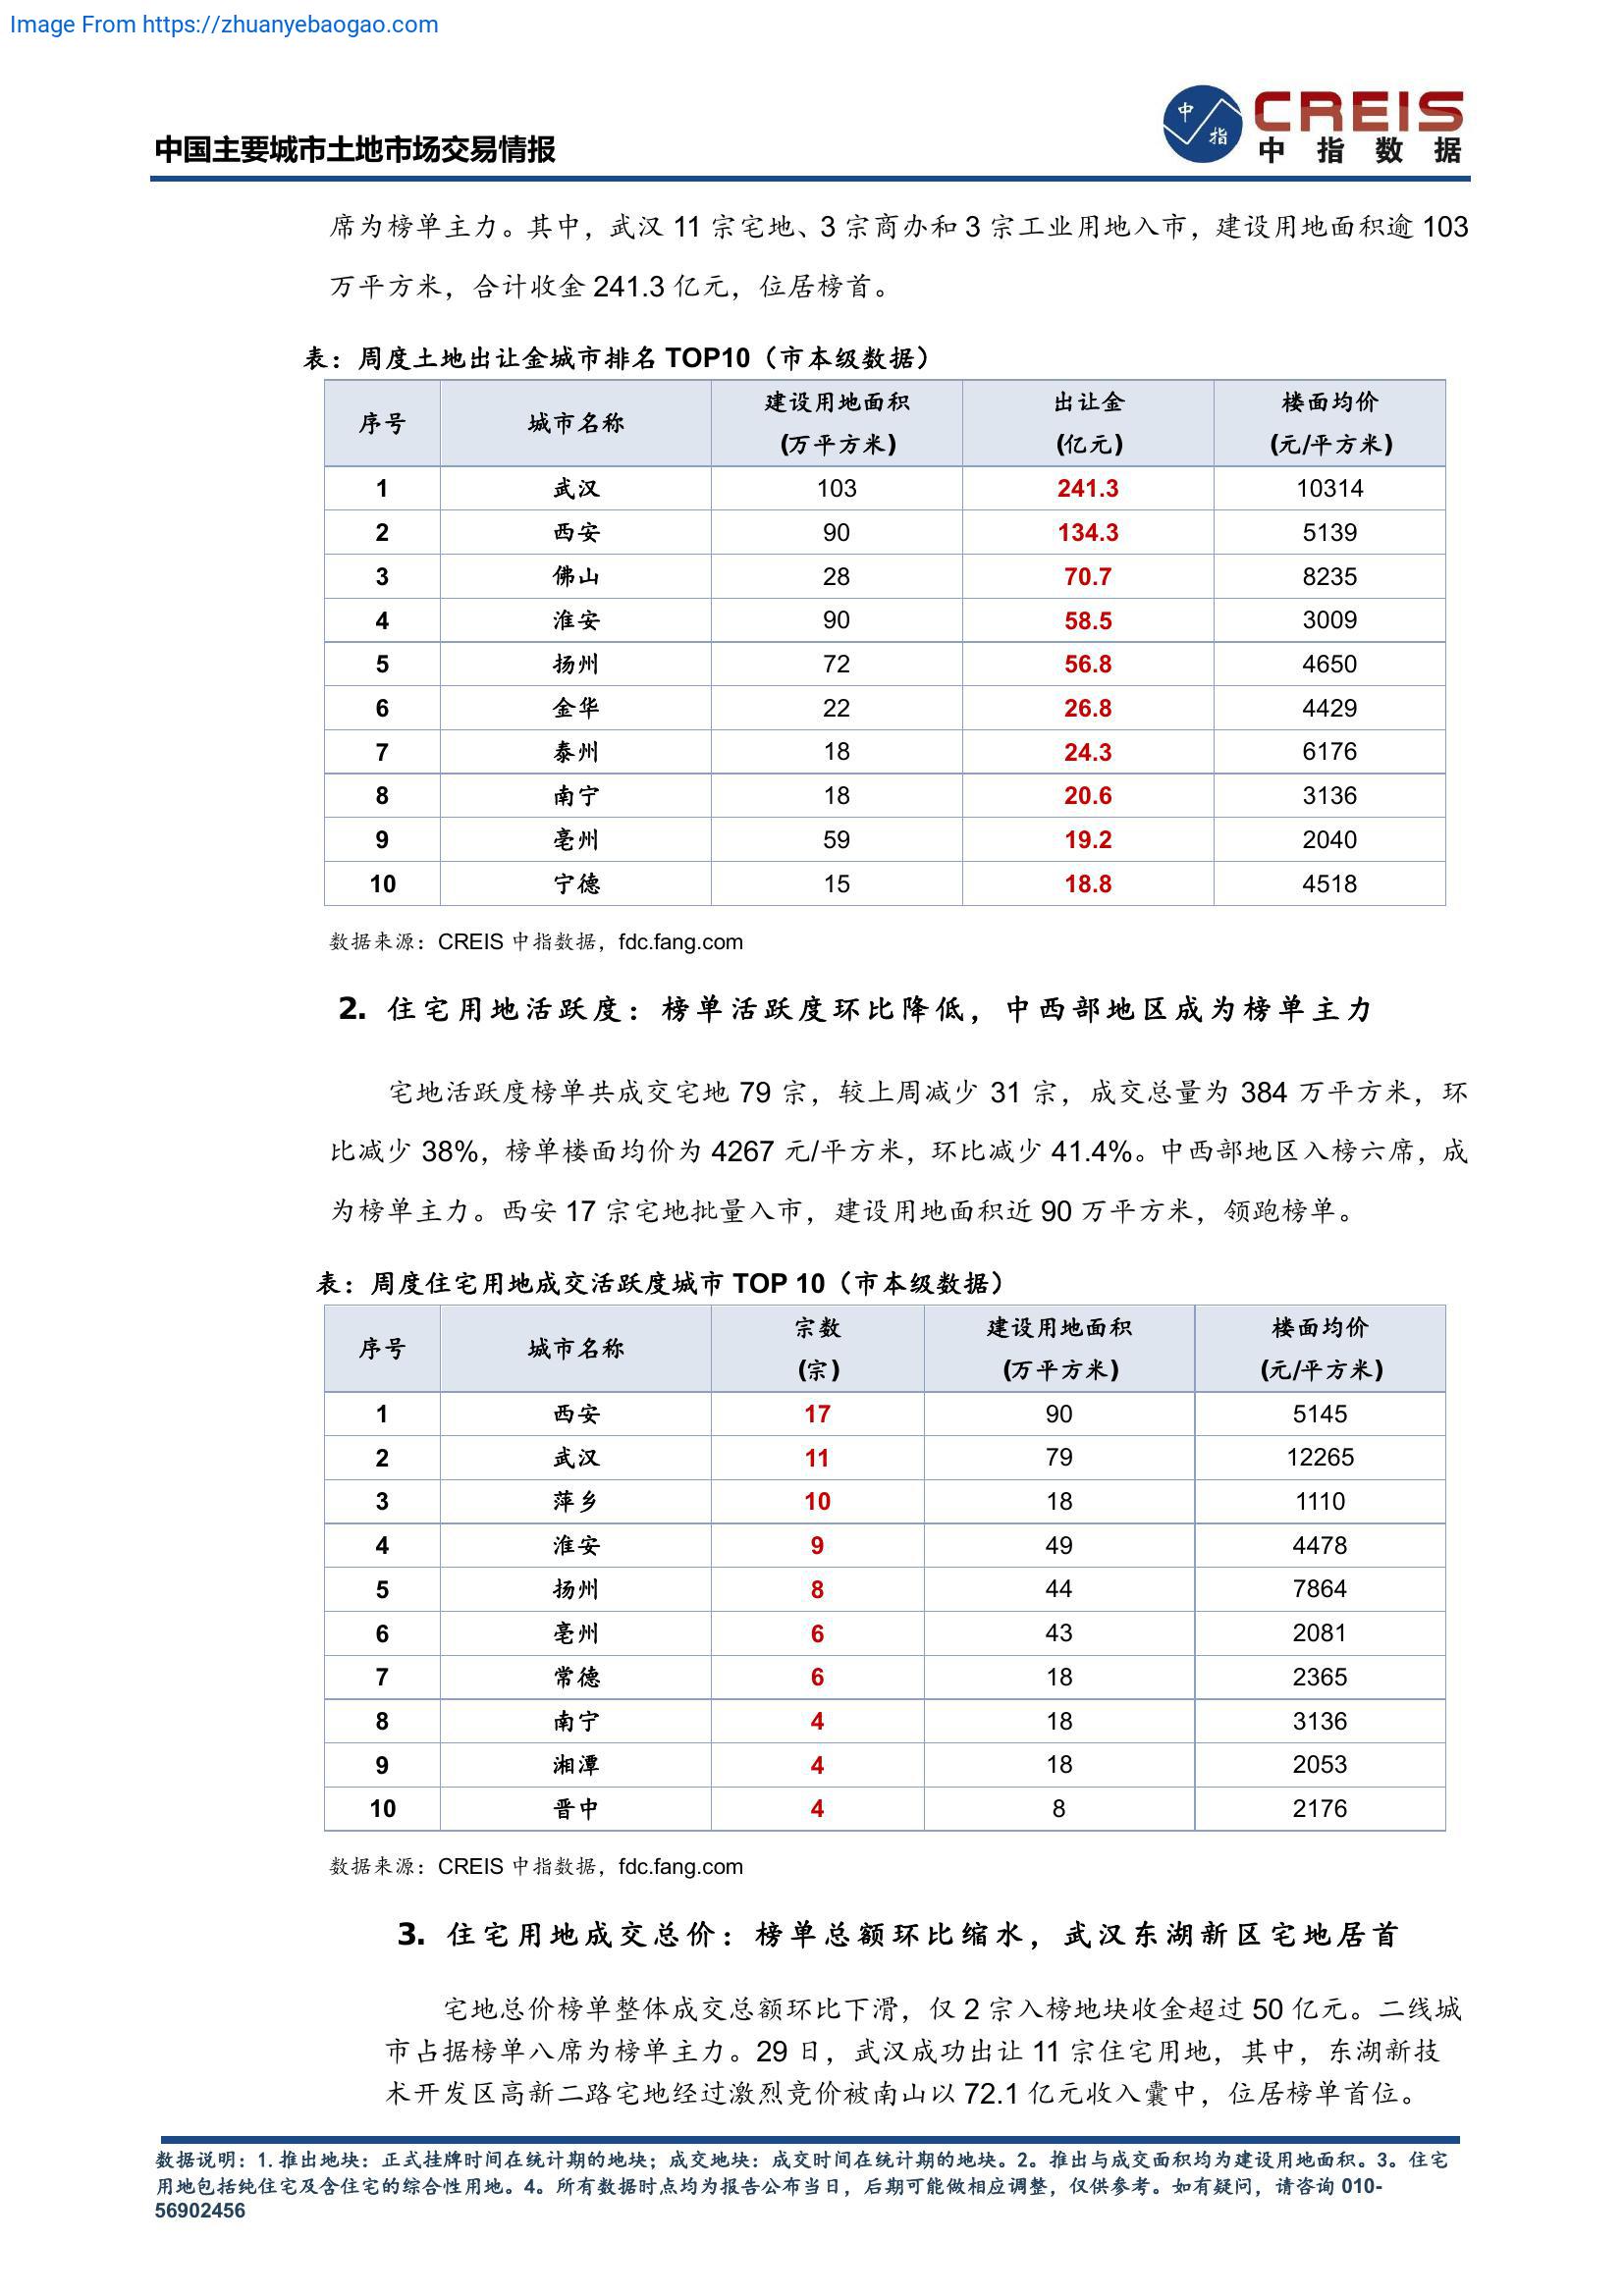 Image From https://zhuanyebaogao.com
中 指
CREIS
中指数据
中国主要城市土地市场交易情报
席为榜单主力。其中，武汉 11 宗宅地、3 宗商办和 3 宗工业用地入市，建设用地面积逾 103
万平方米，合计收金 241.3 亿元，位居榜首。
表：周度土地出让金城市排名 TOP10（市本级数据）
序号 城市名称 建设用地面积 (万平方米) 出让金 (亿元) 楼面均价 (元/平方米)
1 武汉 103 241.3 10314
2 西安 90 134.3 5139
3 佛山 28 70.7 8235
4 淮安 90 58.5 3009
5 扬州 72 56.8 4650
6 金华 22 26.8 4429
7 泰州 18 24.3 6176
8 南宁 18 20.6 3136
9 亳州 59 19.2 2040
10 宁德 15 18.8 4518
数据来源：CREIS 中指数据，fdc.fang.com
2. 住宅用地活跃度：榜单活跃度环比降低，中西部地区成为榜单主力
宅地活跃度榜单共成交宅地 79 宗，较上周减少 31 宗，成交总量为 384 万平方米，环
比减少 38%，榜单楼面均价为 4267 元/平方米，环比减少 41.4%。中西部地区入榜六席，成
为榜单主力。西安 17 宗宅地批量入市，建设用地面积近 90 万平方米，领跑榜单。
表：周度住宅用地成交活跃度城市 TOP 10（市本级数据）
序号 城市名称 宗数 (宗) 建设用地面积 (万平方米) 楼面均价 (元/平方米)
1 西安 17 90 5145
2 武汉 11 79 12265
3 萍乡 10 18 1110
4 淮安 9 49 4478
5 扬州 8 44 7864
6 亳州 6 43 2081
7 常德 6 18 2365
8 南宁 4 18 3136
9 湘潭 4 18 2053
10 晋中 4 8 2176
数据来源：CREIS 中指数据，fdc.fang.com
3. 住宅用地成交总价：榜单总额环比缩水，武汉东湖新区宅地居首
宅地总价榜单整体成交总额环比下滑，仅 2 宗入榜地块收金超过 50 亿元。二线城
市占据榜单八席为榜单主力。29 日，武汉成功出让 11 宗住宅用地，其中，东湖新技
术开发区高新二路宅地经过激烈竞价被南山以 72.1 亿元收入囊中，位居榜单首位。
数据说明：1.推出地块：正式挂牌时间在统计期的地块；成交地块：成交时间在统计期的地块。2。推出与成交面积均为建设用地面积。3。住宅
用地包括纯住宅及含住宅的综合性用地。4。所有数据时点均为报告公布当日，后期可能做相应调整，仅供参考。如有疑问，请咨询 010-
56902456